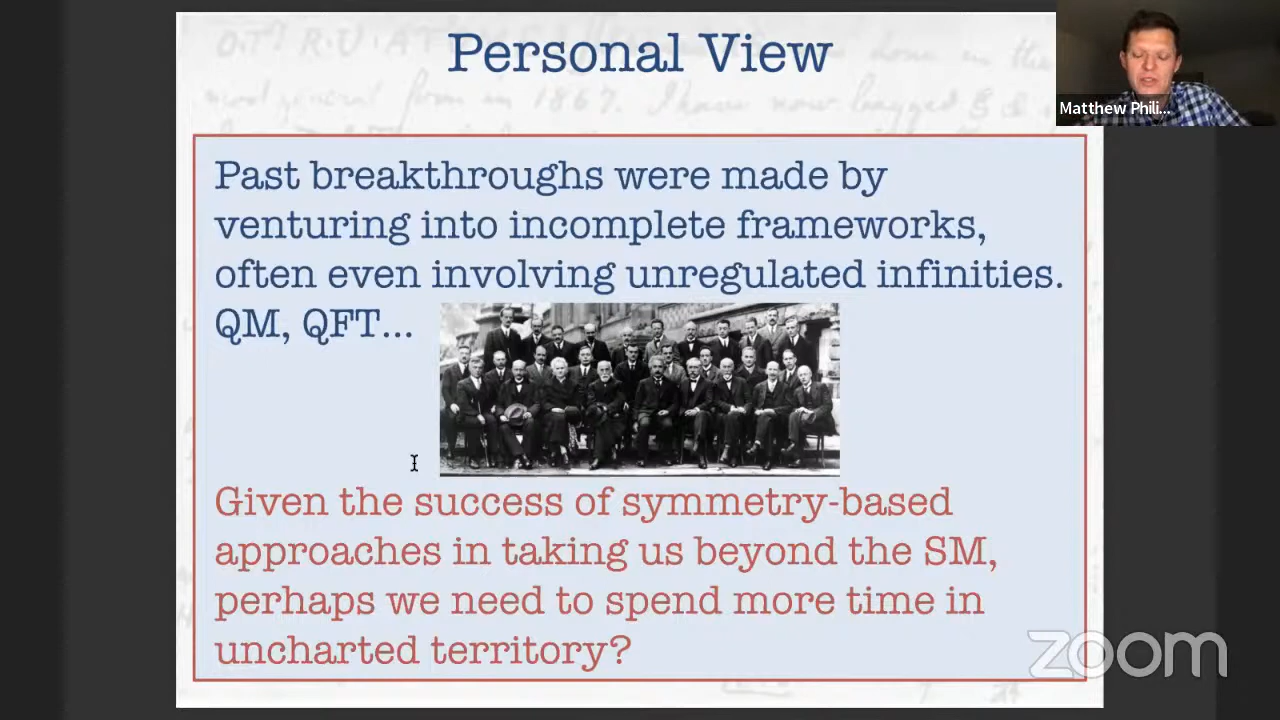 Personal View
Matthew Phili...
Past breakthroughs were made by
venturing into incomplete frameworks,
often even involving unregulated infinities.
QM, QFT...
Given the success of symmetry-based
approaches in taking us beyond the SM,
perhaps we need to spend more time in
uncharted territory?
zoom